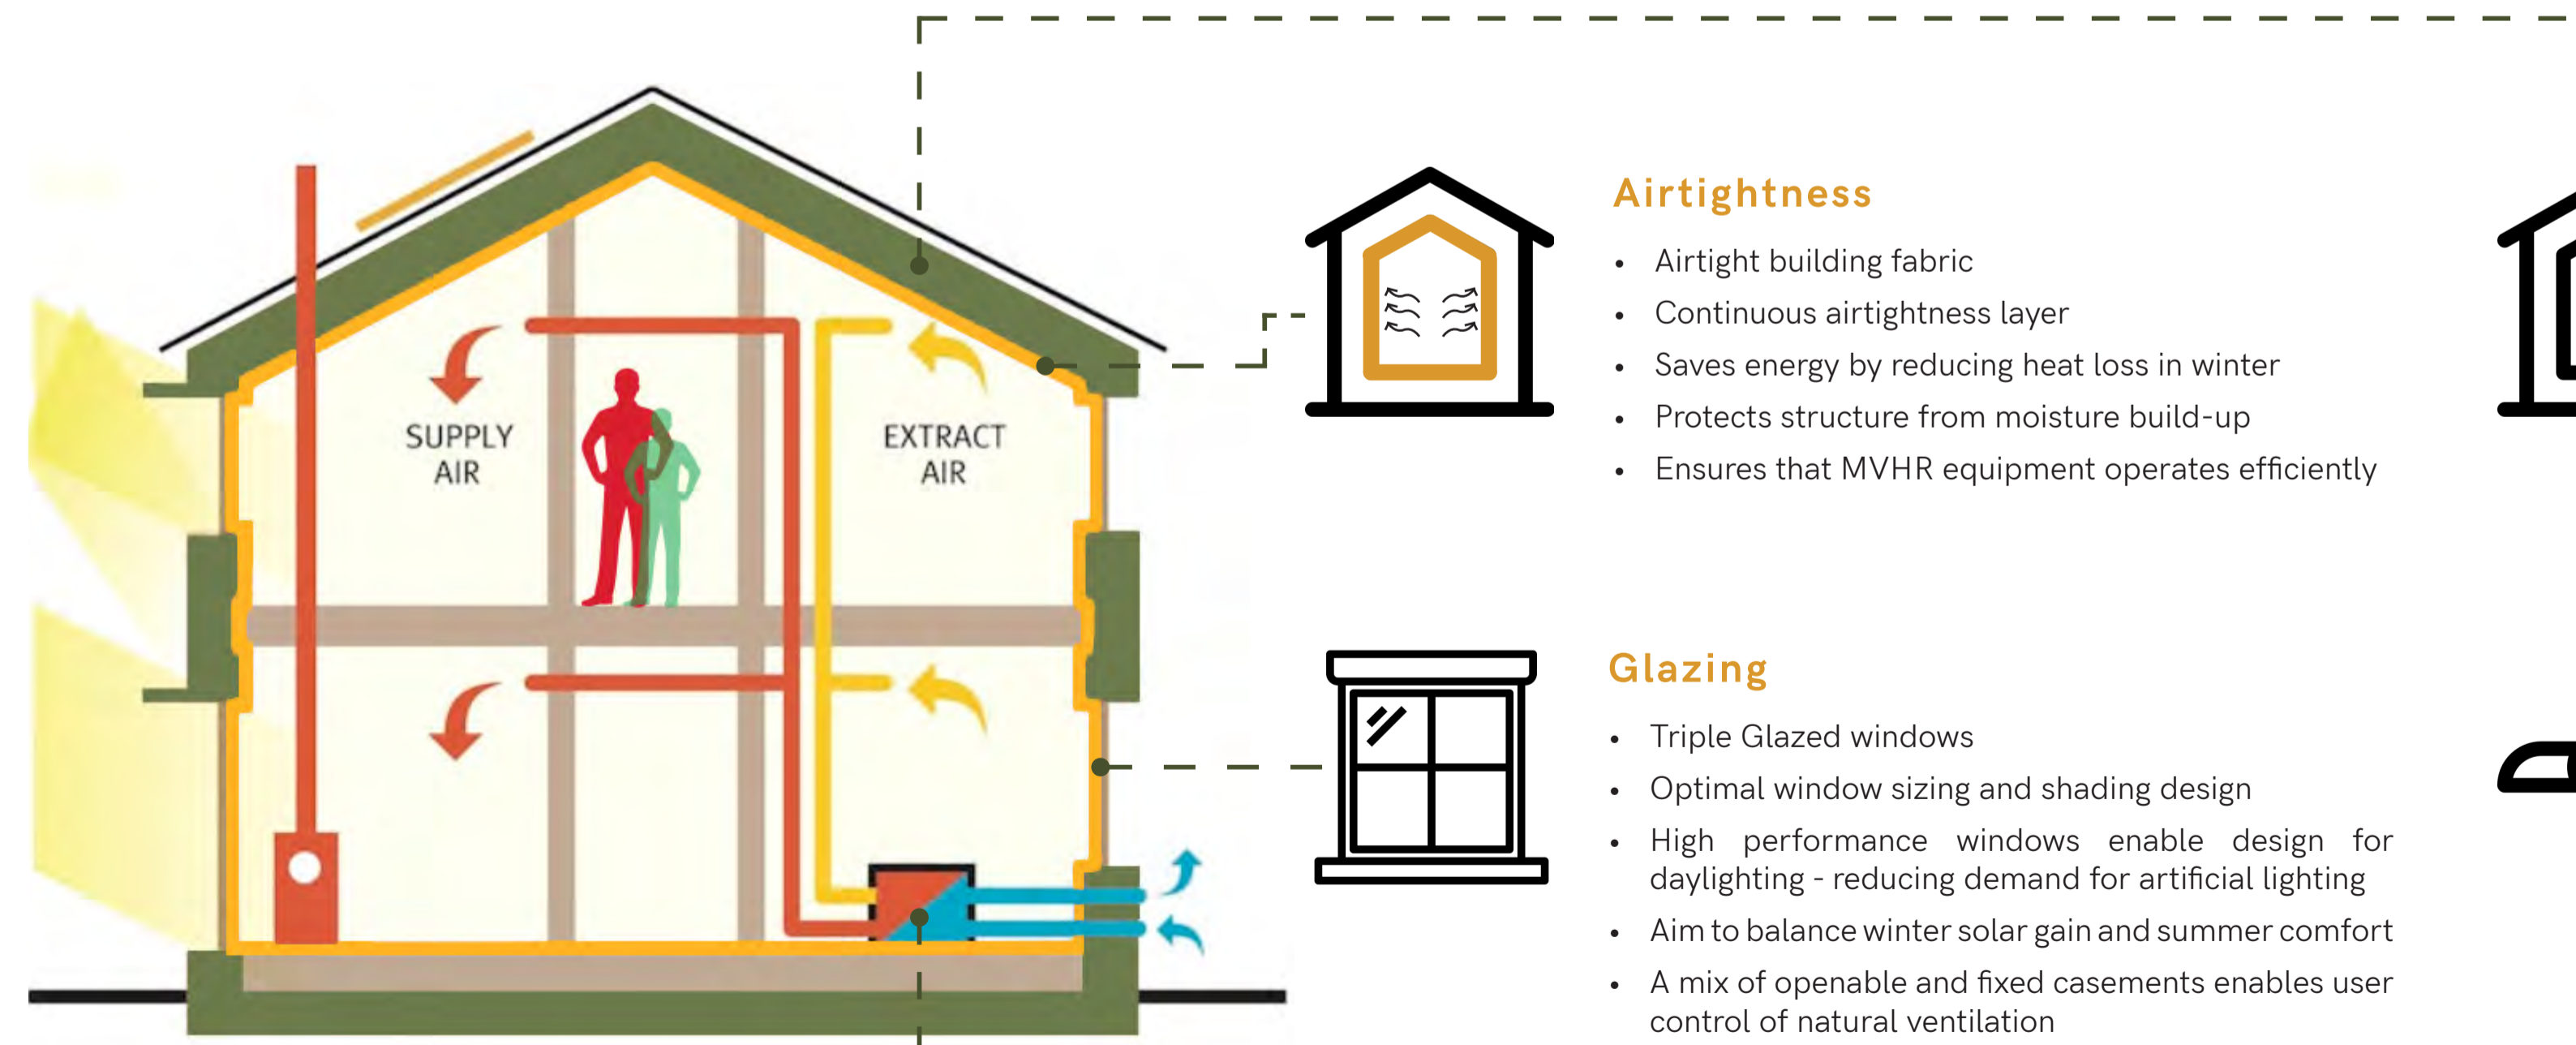 SUPPLY
AIR
EXTRACT
AIR
Airtightness
• Airtight building fabric
• Continuous airtightness layer
• Saves energy by reducing heat loss in winter
• Protects structure from moisture build-up
• Ensures that MVHR equipment operates efficiently
Glazing
• Triple Glazed windows
• Optimal window sizing and shading design
• High performance windows enable design for
daylighting - reducing demand for artificial lighting
• Aim to balance winter solar gain and summer comfort
• A mix of openable and fixed casements enables user
control of natural ventilation